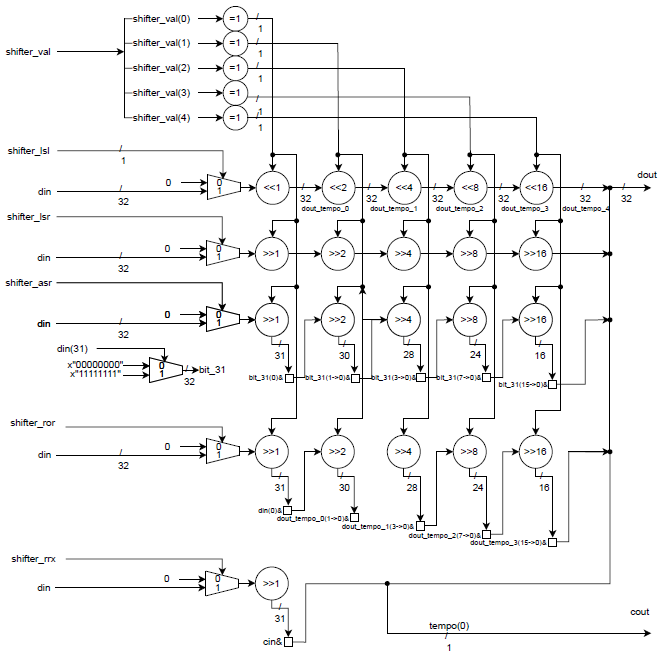 shifter_val(0) =1 / 1
shifter_val shifter_val(1) =1 / 1
shifter_val(2) =1 / 1
shifter_val(3) =1 / 1
shifter_val(4) =1 / 1
shifter_lsl / 1
din / 32 0 0 1 <<1 / 32 <<2 / 32 <<4 / 32 <<8 / 32 <<16 / 32 / 32 dout
dout_tempo_0 dout_tempo_1 dout_tempo_2 dout_tempo_3 dout_tempo_4
shifter_lsr
din / 32 0 0 1 >>1 >>2 >>4 >>8 >>16
shifter_asr
din / 32 0 0 1 >>1 >>2 >>4 >>8 >>16
/ 31 / 30 / 28 / 24 / 16
din(31)
x"00000000" 0
x"11111111" 1 / 32 bit_31
bit_31(0)& bit_31(1->0)& bit_31(3->0)& bit_31(7->0)& bit_31(15->0)&
shifter_ror
din / 32 0 0 1 >>1 >>2 >>4 >>8 >>16
/ 31 / 30 / 28 / 24 / 16
din(0)& dout_tempo_0(1->0)& dout_tempo_1(3->0)& dout_tempo_2(7->0)& dout_tempo_3(15->0)&
shifter_rrx
din 0 0 1 >>1
/ 31
cin&
tempo(0) / 1 cout